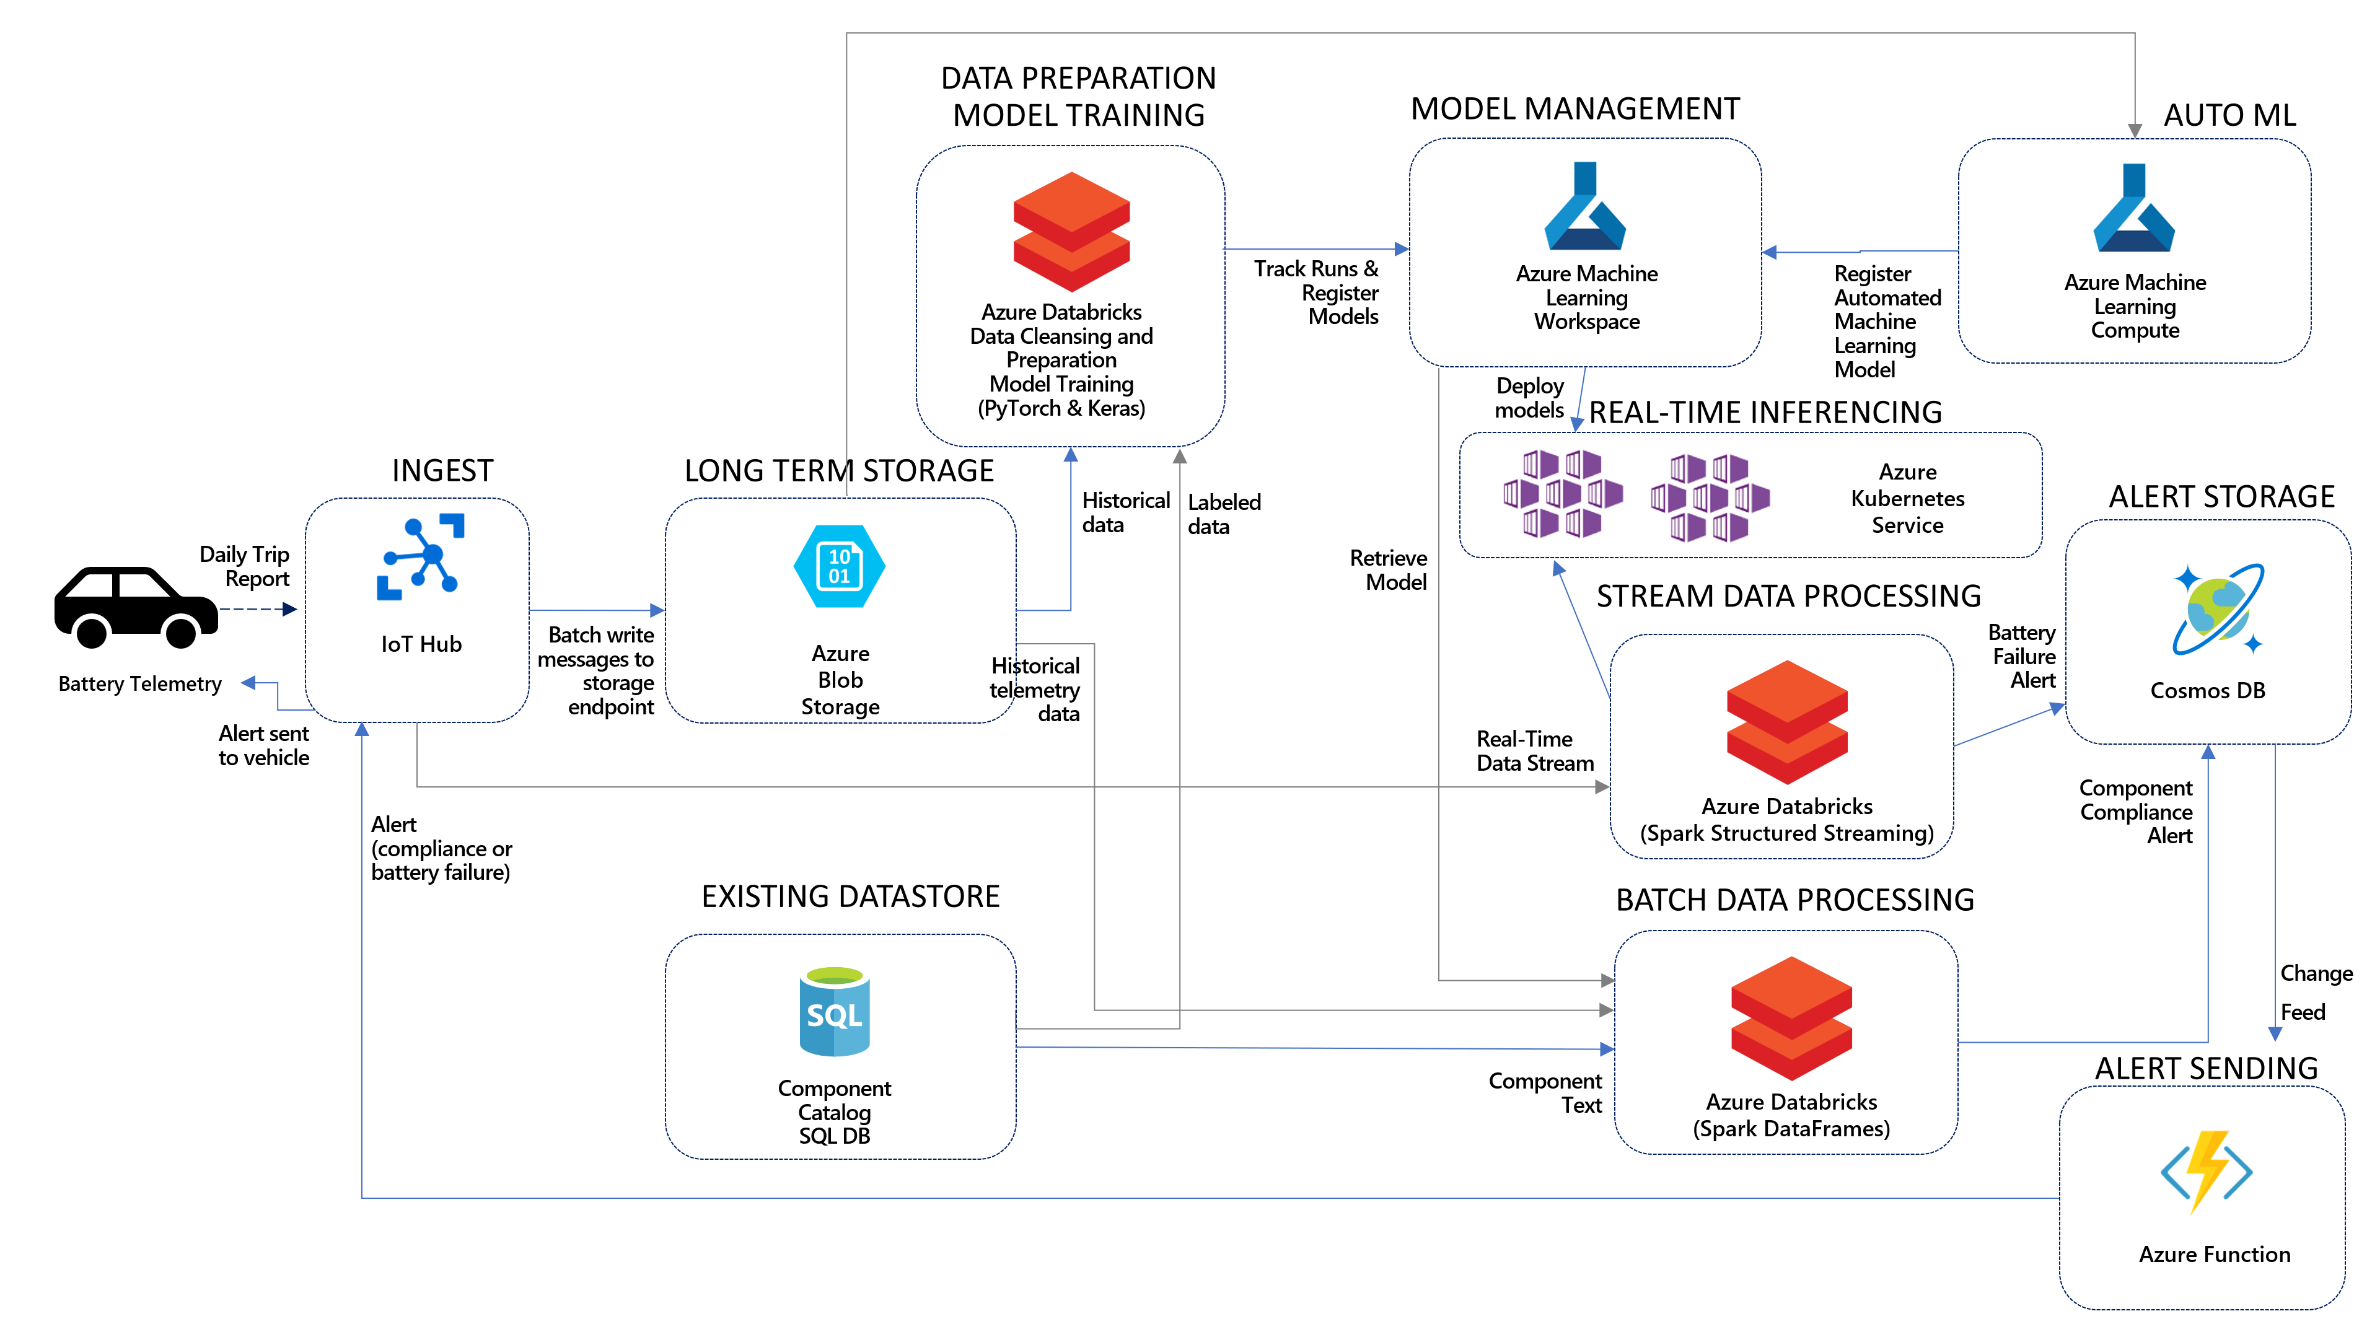 DATA PREPARATION
MODEL TRAINING
Azure Databricks
Data Cleansing and
Preparation
Model Training
(PyTorch & Keras)
Track Runs &
Register
Models
MODEL MANAGEMENT
Azure Machine
Learning
Workspace
Register
Automated
Machine
Learning
Model
AUTO ML
Azure Machine
Learning
Compute
Deploy
models
REAL-TIME INFERENCING
Azure
Kubernetes
Service
INGEST
IoT Hub
Daily Trip
Report
Battery Telemetry
Alert sent
to vehicle
Batch write
messages to
storage
endpoint
LONG TERM STORAGE
10
01
Azure
Blob
Storage
Historical
data
Labeled
data
Historical
telemetry
data
Retrieve
Model
STREAM DATA PROCESSING
Real-Time
Data Stream
Azure Databricks
(Spark Structured Streaming)
Battery
Failure
Alert
ALERT STORAGE
Cosmos DB
Component
Compliance
Alert
Alert
(compliance or
battery failure)
EXISTING DATASTORE
SQL
Component
Catalog
SQL DB
Component
Text
BATCH DATA PROCESSING
Azure Databricks
(Spark DataFrames)
Change
Feed
ALERT SENDING
Azure Function